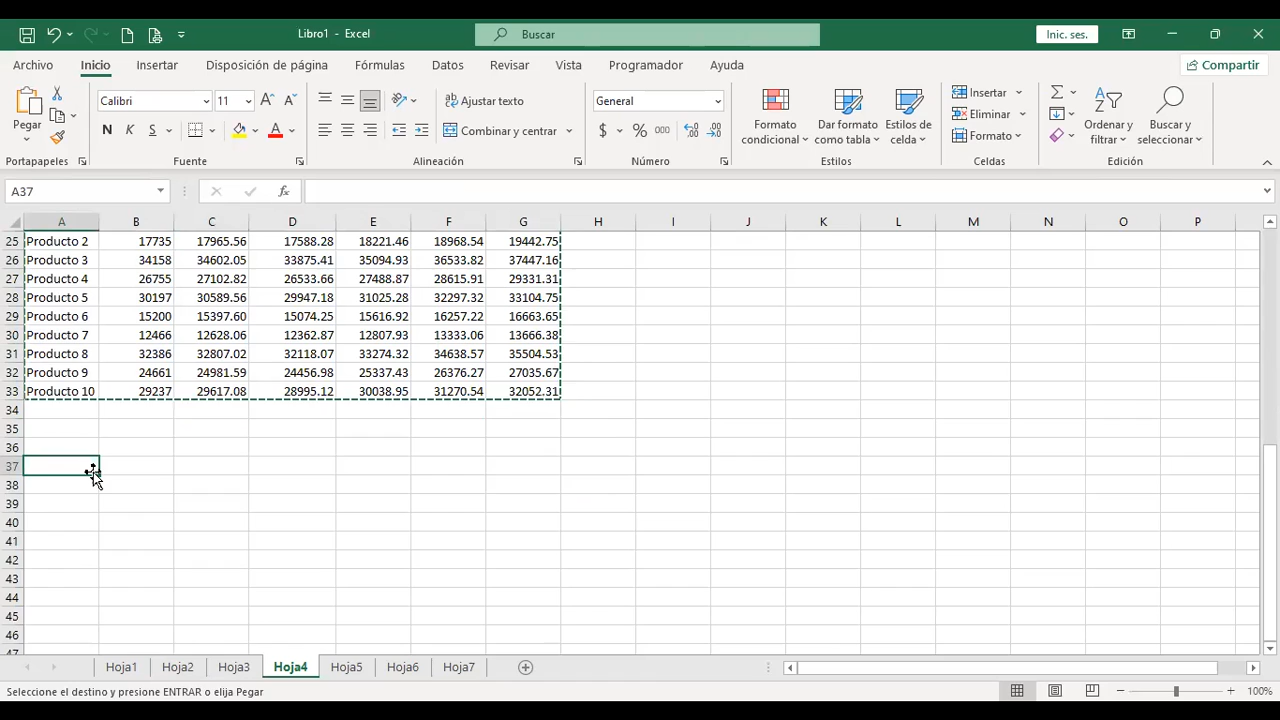 Libro1 - Excel
Buscar
Inic. ses.
Archivo Inicio Insertar Disposición de página Fórmulas Datos Revisar Vista Programador Ayuda
Compartir
Pegar
Calibri 11
N K S
Ajustar texto
Combinar y centrar
General
$ % 000
Formato condicional
Dar formato como tabla
Estilos de celda
Insertar
Eliminar
Formato
Ordenar y filtrar
Buscar y seleccionar
Portapapeles Fuente Alineación Número Estilos Celdas Edición
A37
A B C D E F G H I J K L M N O P
25 Producto 2 17735 17965.56 17588.28 18221.46 18968.54 19442.75
26 Producto 3 34158 34602.05 33875.41 35094.93 36533.82 37447.16
27 Producto 4 26755 27102.82 26533.66 27488.87 28615.91 29331.31
28 Producto 5 30197 30589.56 29947.18 31025.28 32297.32 33104.75
29 Producto 6 15200 15397.60 15074.25 15616.92 16257.22 16663.65
30 Producto 7 12466 12628.06 12362.87 12807.93 13333.06 13666.38
31 Producto 8 32386 32807.02 32118.07 33274.32 34638.57 35504.53
32 Producto 9 24661 24981.59 24456.98 25337.43 26376.27 27035.67
33 Producto 10 29237 29617.08 28995.12 30038.95 31270.54 32052.31
34
35
36
37
38
39
40
41
42
43
44
45
46
47
Hoja1 Hoja2 Hoja3 Hoja4 Hoja5 Hoja6 Hoja7
Seleccione el destino y presione ENTRAR o elija Pegar
100%